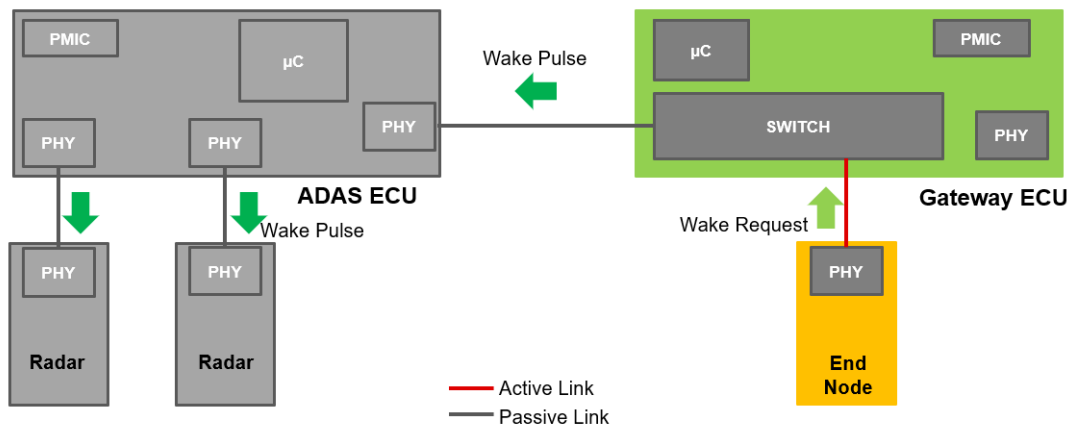 PMIC
µC
PHY
PHY
PHY
ADAS ECU
Wake Pulse
µC
PMIC
SWITCH
PHY
Gateway ECU
Wake Pulse
Wake Request
PHY
PHY
PHY
Radar
Radar
End
Node
Active Link
Passive Link